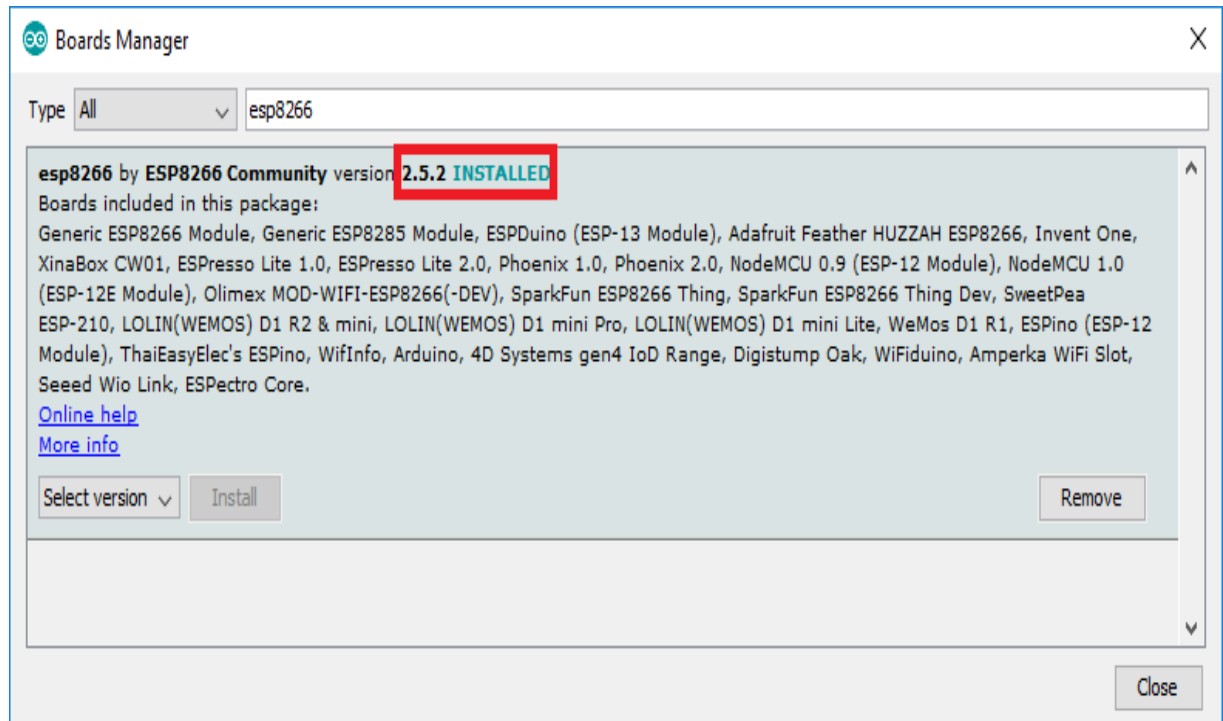 Boards Manager
Type All esp8266
esp8266 by ESP8266 Community version 2.5.2 INSTALLED
Boards included in this package:
Generic ESP8266 Module, Generic ESP8285 Module, ESPDuino (ESP-13 Module), Adafruit Feather HUZZAH ESP8266, Invent One,
XinaBox CW01, ESPresso Lite 1.0, ESPresso Lite 2.0, Phoenix 1.0, Phoenix 2.0, NodeMCU 0.9 (ESP-12 Module), NodeMCU 1.0
(ESP-12E Module), Olimex MOD-WIFI-ESP8266(-DEV), SparkFun ESP8266 Thing, SparkFun ESP8266 Thing Dev, SweetPea
ESP-210, LOLIN(WEMOS) D1 R2 & mini, LOLIN(WEMOS) D1 mini Pro, LOLIN(WEMOS) D1 mini Lite, WeMos D1 R1, ESPino (ESP-12
Module), ThaiEasyElec's ESPino, WifInfo, Arduino, 4D Systems gen4 IoD Range, Digistump Oak, WiFiduino, Amperka WiFi Slot,
Seeed Wio Link, ESPectro Core.
Online help
More info
Select version Install Remove
Close